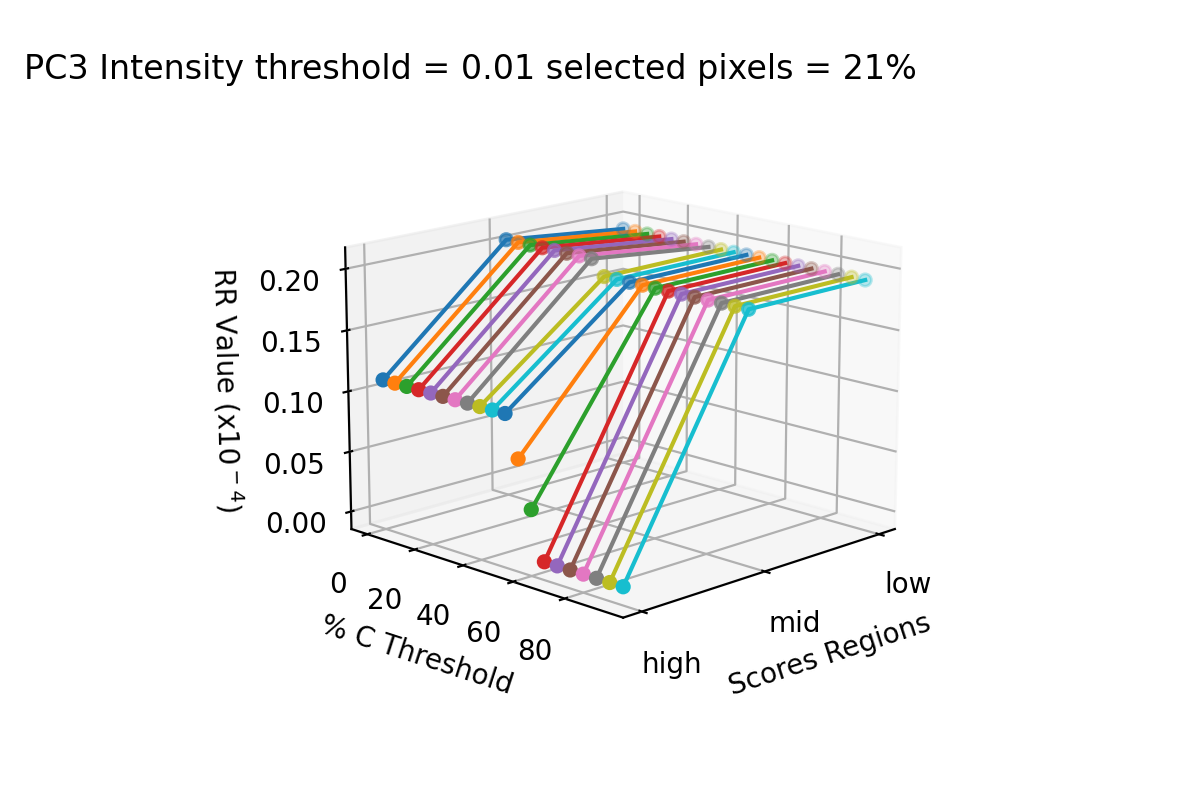 PC3 Intensity threshold = 0.01 selected pixels = 21%
RR Value (x10⁻⁴)
0.20
0.15
0.10
0.05
0.00
0
20
40
60
80
% C Threshold
low
mid
high
Scores Regions